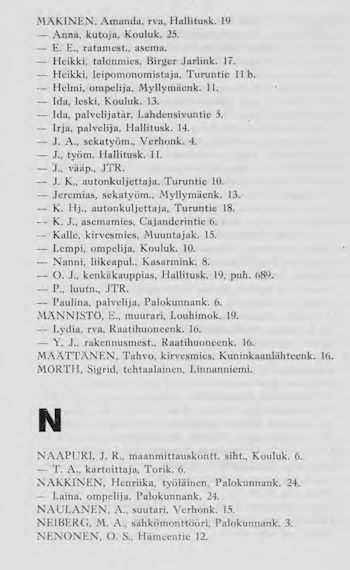 MÄKINEN, Amanda, rva, Hallitusk. 19
— Anna, kutoja, Kouluk. 25.
— E. E., ratamest., asema.
— Heikki, talonmies, Birger Jarlink. 17.
— Heikki, leipomonomistaja, Turuntie 11 b.
— Helmi, ompelija, Myllymäenk. 11.
— Ida, leski, Kouluk. 13.
— Ida, palvelijatar, Lahdensivuntie 5.
— Irja, palvelija, Hallitusk. 14.
— J. A., sekatyöm., Verhonk. 4.
— J., työm. Hallitusk. 11.
— J., vääp., JTR.
— J. K., autonkuljettaja, Turuntie 10.
— Jeremias, sekatyöm., Myllymäenk. 13.
— K. Hj., autonkuljettaja, Turuntie 18.
— K. J., asemamies, Cajanderintie 6.
— Kalle, kirvesmies, Muuntajak. 15.
— Lempi, ompelija, Kouluk. 10.
— Nanni, liikeapul., Kasarmink. 8.
— O. J., kenkäkauppias, Hallitusk. 19, puh. 689.
— P., luutn., JTR.
— Paulina, palvelija, Palokunnank. 6.
MÄNNISTÖ, E., muurari, Louhimok. 19.
— Lydia, rva, Raatihuoneenk. 16.
— Y. J., rakennusmest., Raatihuoneenk. 16.
MÄÄTTÄNEN, Tahvo, kirvesmies, Kuninkaanlähteenk. 16.
MÖRTH, Sigrid, tehtaalainen, Linnanniemi.
N
NAAPURI, J. R., maanmittauskontt. siht., Kouluk. 6.
— T. A., kartoittaja, Torik. 6.
NAKKINEN, Henriika, työläinen, Palokunnank. 24.
— Laina, ompelija, Palokunnank. 24.
NAULANEN, A., suutari, Verhonk. 15.
NEIBERG, M. A., sähkömonttööri, Palokunnank. 3.
NENONEN, O. S., Hämeentie 12.